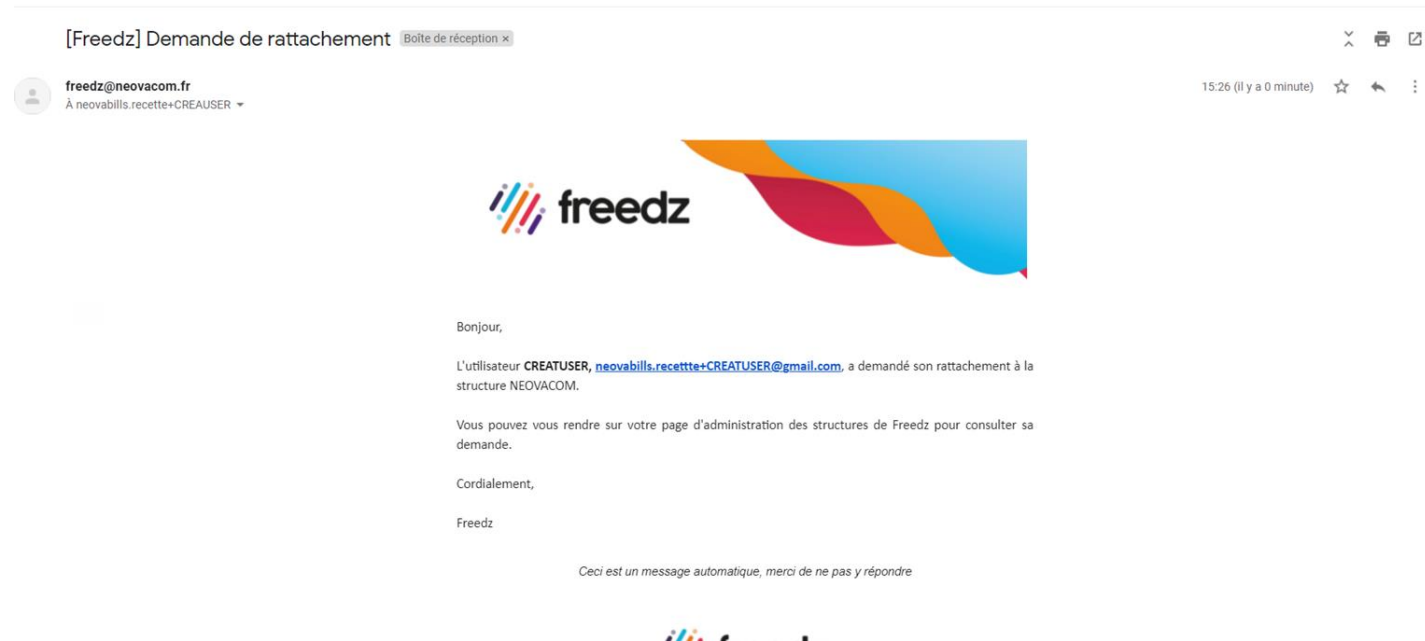 [Freedz] Demande de rattachement Boîte de réception ×
freedz@neovacom.fr
15:26 (il y a 0 minute)
À neovabills.recette+CREAUSER
freedz
Bonjour,
L'utilisateur CREATUSER, neovabills.recettte+CREATUSER@gmail.com, a demandé son rattachement à la
structure NEOVACOM.
Vous pouvez vous rendre sur votre page d'administration des structures de Freedz pour consulter sa
demande.
Cordialement,
Freedz
Ceci est un message automatique, merci de ne pas y répondre